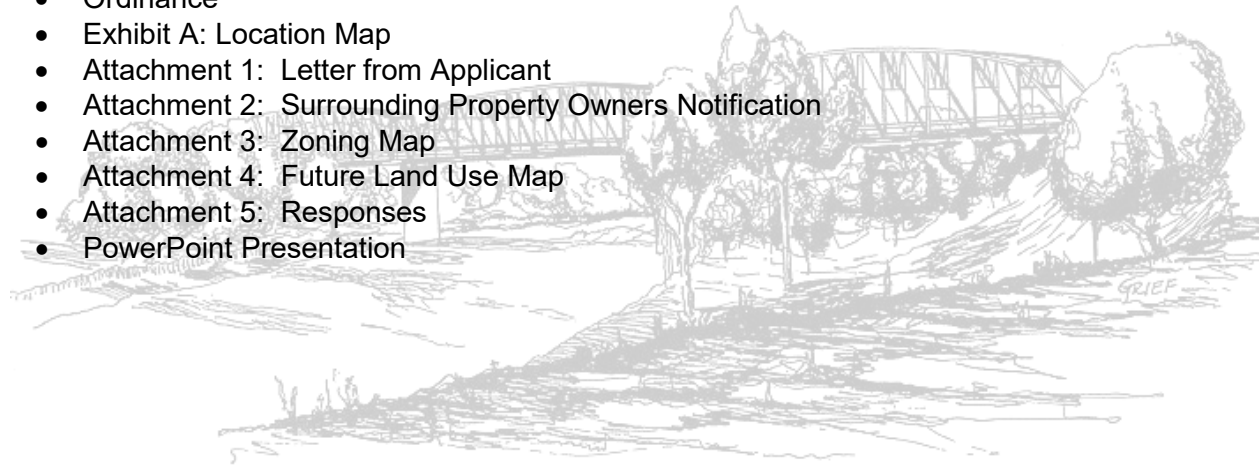 • Ordinance
• Exhibit A: Location Map
• Attachment 1:  Letter from Applicant
• Attachment 2:  Surrounding Property Owners Notification
• Attachment 3:  Zoning Map
• Attachment 4:  Future Land Use Map
• Attachment 5:  Responses
• PowerPoint Presentation
GRIEF